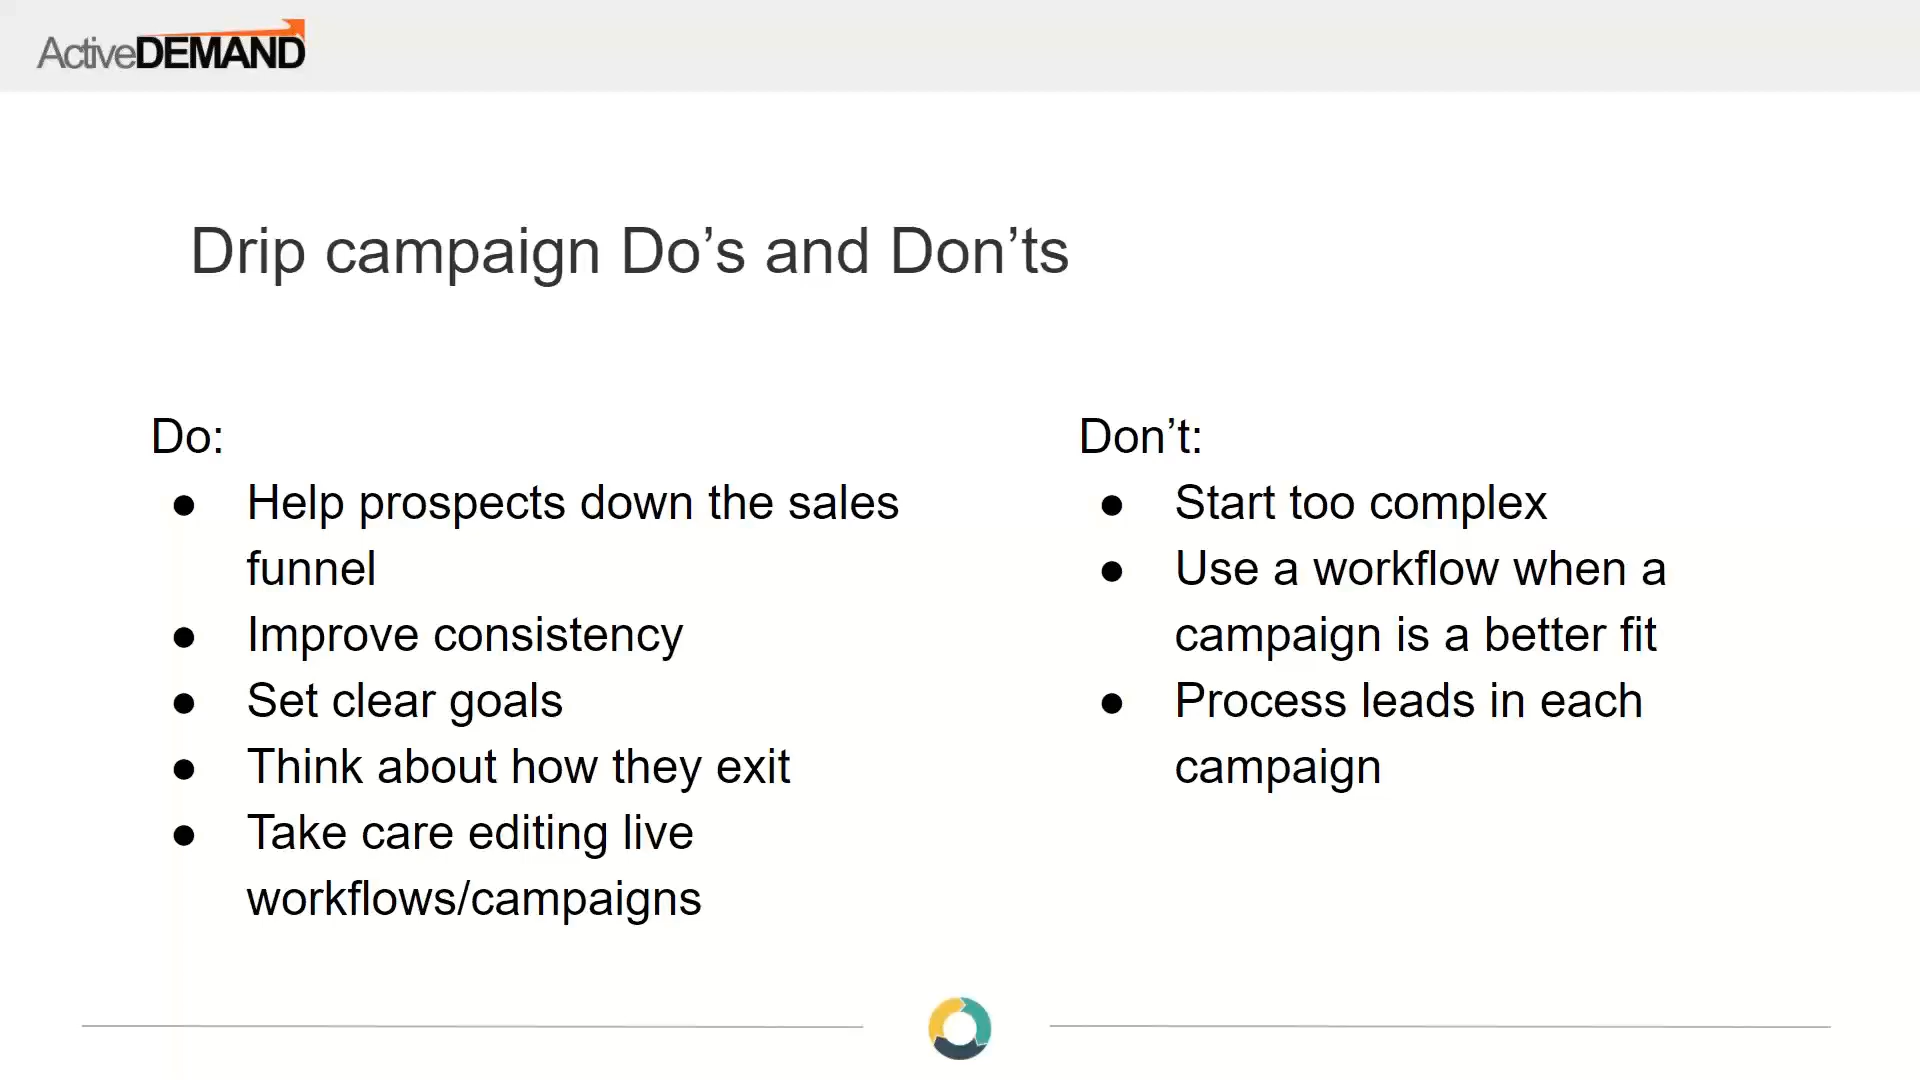 ActiveDEMAND
Drip campaign Do’s and Don’ts
Do:
● Help prospects down the sales
funnel
● Improve consistency
● Set clear goals
● Think about how they exit
● Take care editing live
workflows/campaigns
Don’t:
● Start too complex
● Use a workflow when a
campaign is a better fit
● Process leads in each
campaign